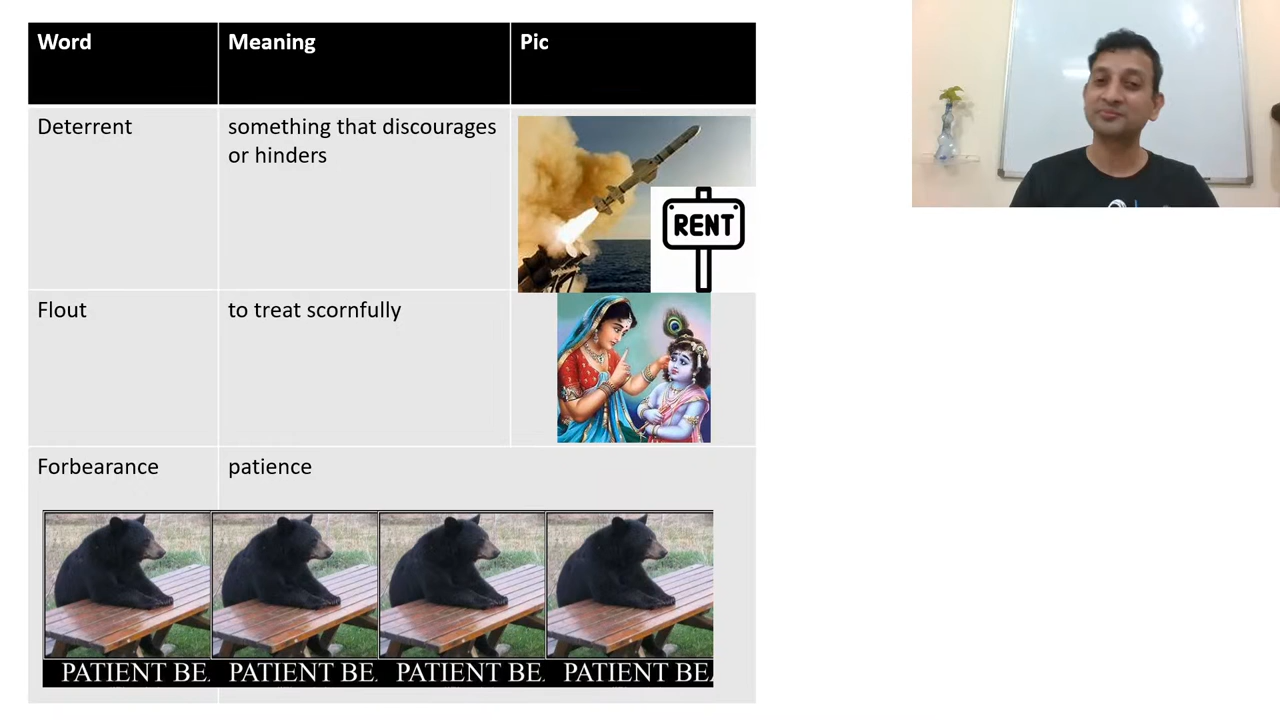 Word Meaning Pic
Deterrent something that discourages
or hinders
RENT
Flout to treat scornfully
Forbearance patience
PATIENT BE PATIENT BE PATIENT BE PATIENT BEA